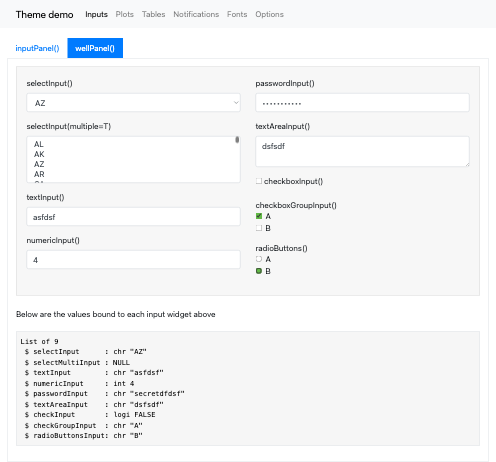 Theme demo Inputs Plots Tables Notifications Fonts Options
inputPanel() wellPanel()
selectInput()
AZ
selectInput(multiple=T)
AL
AK
AZ
AR
textInput()
asfdsf
numericInput()
4
passwordInput()
•••••••••••
textAreaInput()
dsfsdf
checkboxInput()
checkboxGroupInput()
A
B
radioButtons()
A
B
Below are the values bound to each input widget above
List of 9
$ selectInput : chr "AZ"
$ selectMultiInput : NULL
$ textInput : chr "asfdsf"
$ numericInput : int 4
$ passwordInput : chr "secretdfdsf"
$ textAreaInput : chr "dsfsdf"
$ checkInput : logi FALSE
$ checkGroupInput : chr "A"
$ radioButtonsInput: chr "B"